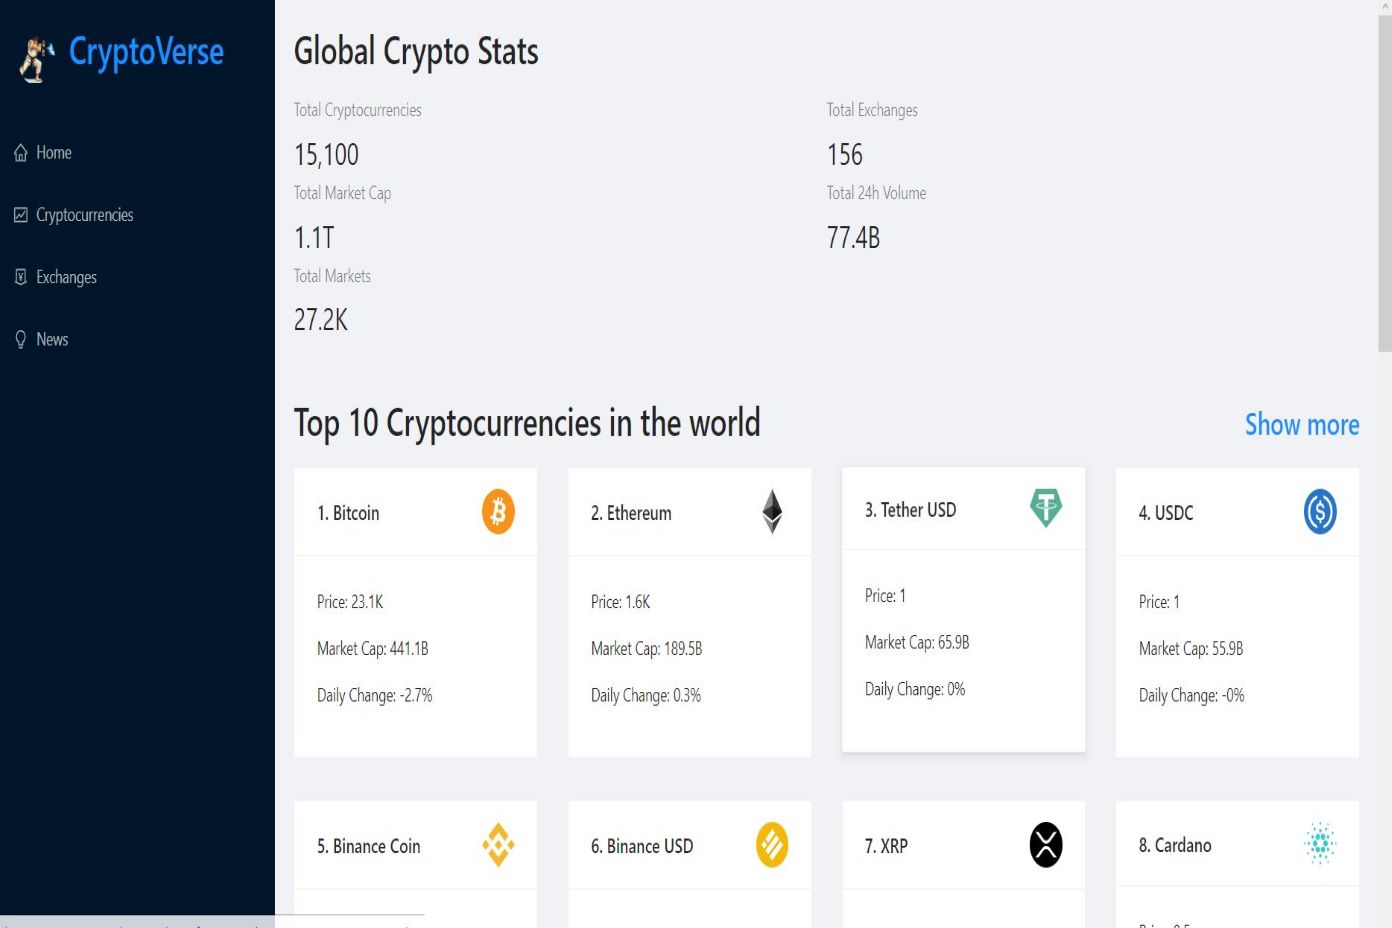 CryptoVerse
Home
Cryptocurrencies
Exchanges
News
Global Crypto Stats
Total Cryptocurrencies
15,100
Total Exchanges
156
Total Market Cap
1.1T
Total 24h Volume
77.4B
Total Markets
27.2K
Top 10 Cryptocurrencies in the world
Show more
1. Bitcoin
Price: 23.1K
Market Cap: 441.1B
Daily Change: -2.7%
2. Ethereum
Price: 1.6K
Market Cap: 189.5B
Daily Change: 0.3%
3. Tether USD
Price: 1
Market Cap: 65.9B
Daily Change: 0%
4. USDC
Price: 1
Market Cap: 55.9B
Daily Change: -0%
5. Binance Coin
6. Binance USD
7. XRP
8. Cardano